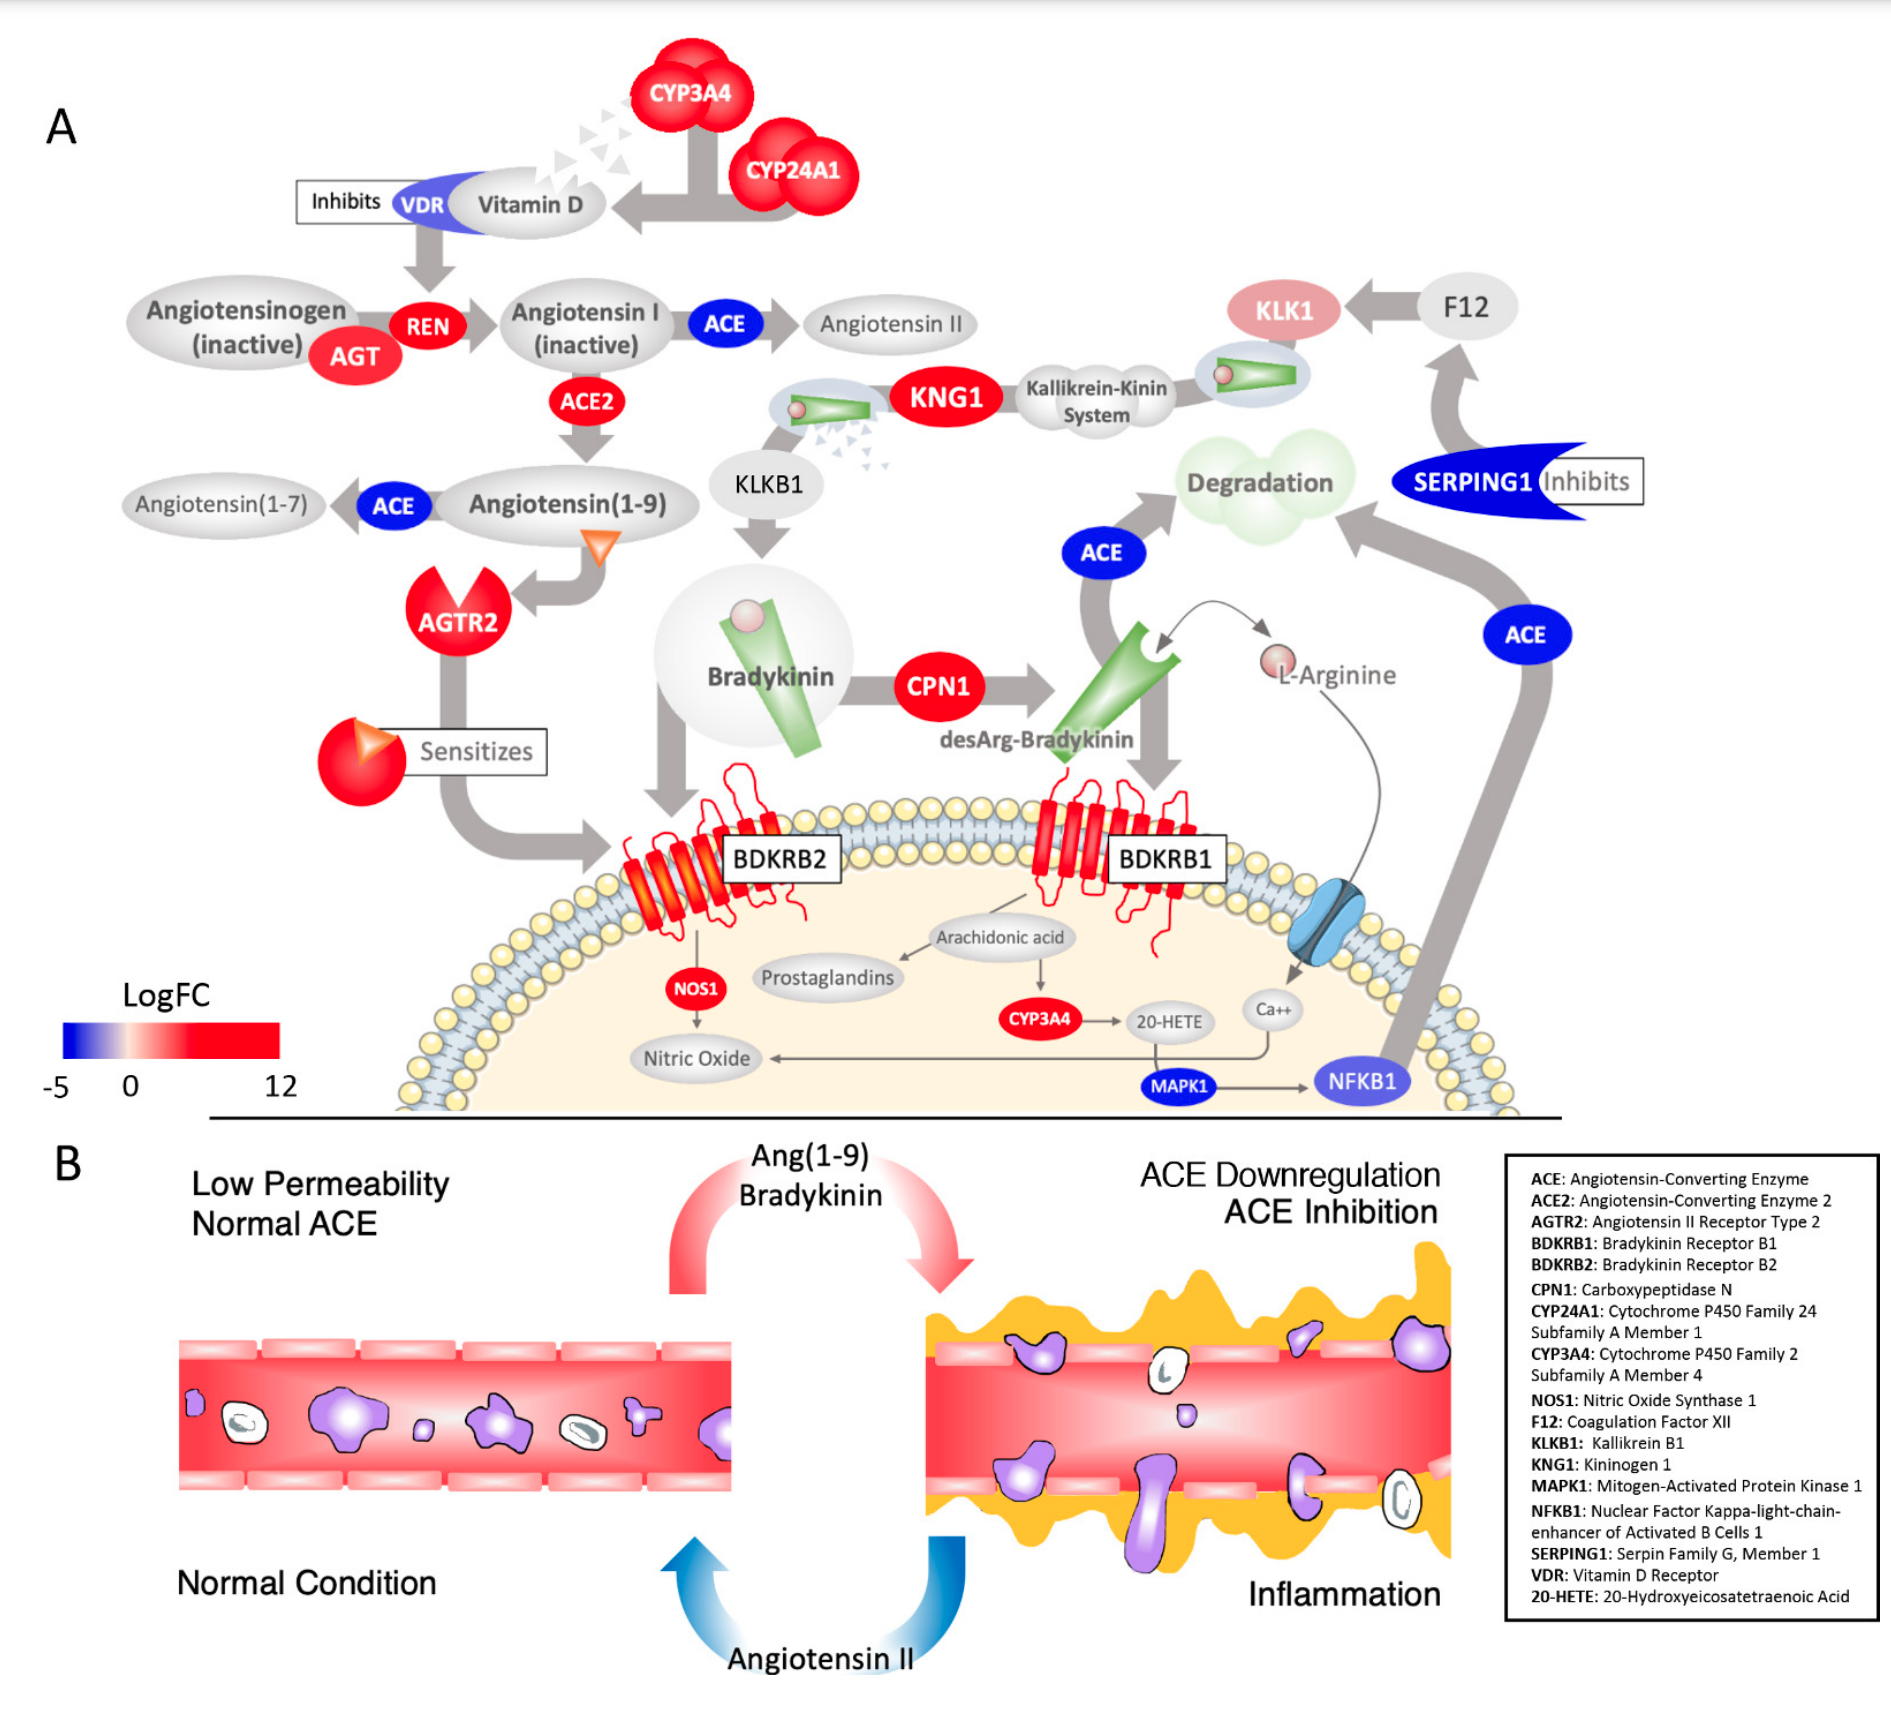 A
CYP3A4
CYP24A1
Inhibits
VDR
Vitamin D
Angiotensinogen
(inactive)
AGT
REN
Angiotensin I
(inactive)
ACE
Angiotensin II
KLK1
F12
ACE2
KNG1
Kallikrein-Kinin
System
Angiotensin(1-7)
ACE
Angiotensin(1-9)
KLKB1
Degradation
SERPING1
Inhibits
ACE
AGTR2
ACE
Bradykinin
CPN1
L-Arginine
desArg-Bradykinin
Sensitizes
BDKRB2
BDKRB1
Arachidonic acid
Prostaglandins
NOS1
CYP3A4
20-HETE
Ca++
Nitric Oxide
MAPK1
NFKB1
LogFC
-5
0
12
B
Low Permeability
Normal ACE
Ang(1-9)
Bradykinin
ACE Downregulation
ACE Inhibition
Normal Condition
Inflammation
Angiotensin II
ACE: Angiotensin-Converting Enzyme
ACE2: Angiotensin-Converting Enzyme 2
AGTR2: Angiotensin II Receptor Type 2
BDKRB1: Bradykinin Receptor B1
BDKRB2: Bradykinin Receptor B2
CPN1: Carboxypeptidase N
CYP24A1: Cytochrome P450 Family 24
Subfamily A Member 1
CYP3A4: Cytochrome P450 Family 2
Subfamily A Member 4
NOS1: Nitric Oxide Synthase 1
F12: Coagulation Factor XII
KLKB1: Kallikrein B1
KNG1: Kininogen 1
MAPK1: Mitogen-Activated Protein Kinase 1
NFKB1: Nuclear Factor Kappa-light-chain-
enhancer of Activated B Cells 1
SERPING1: Serpin Family G, Member 1
VDR: Vitamin D Receptor
20-HETE: 20-Hydroxyeicosatetraenoic Acid